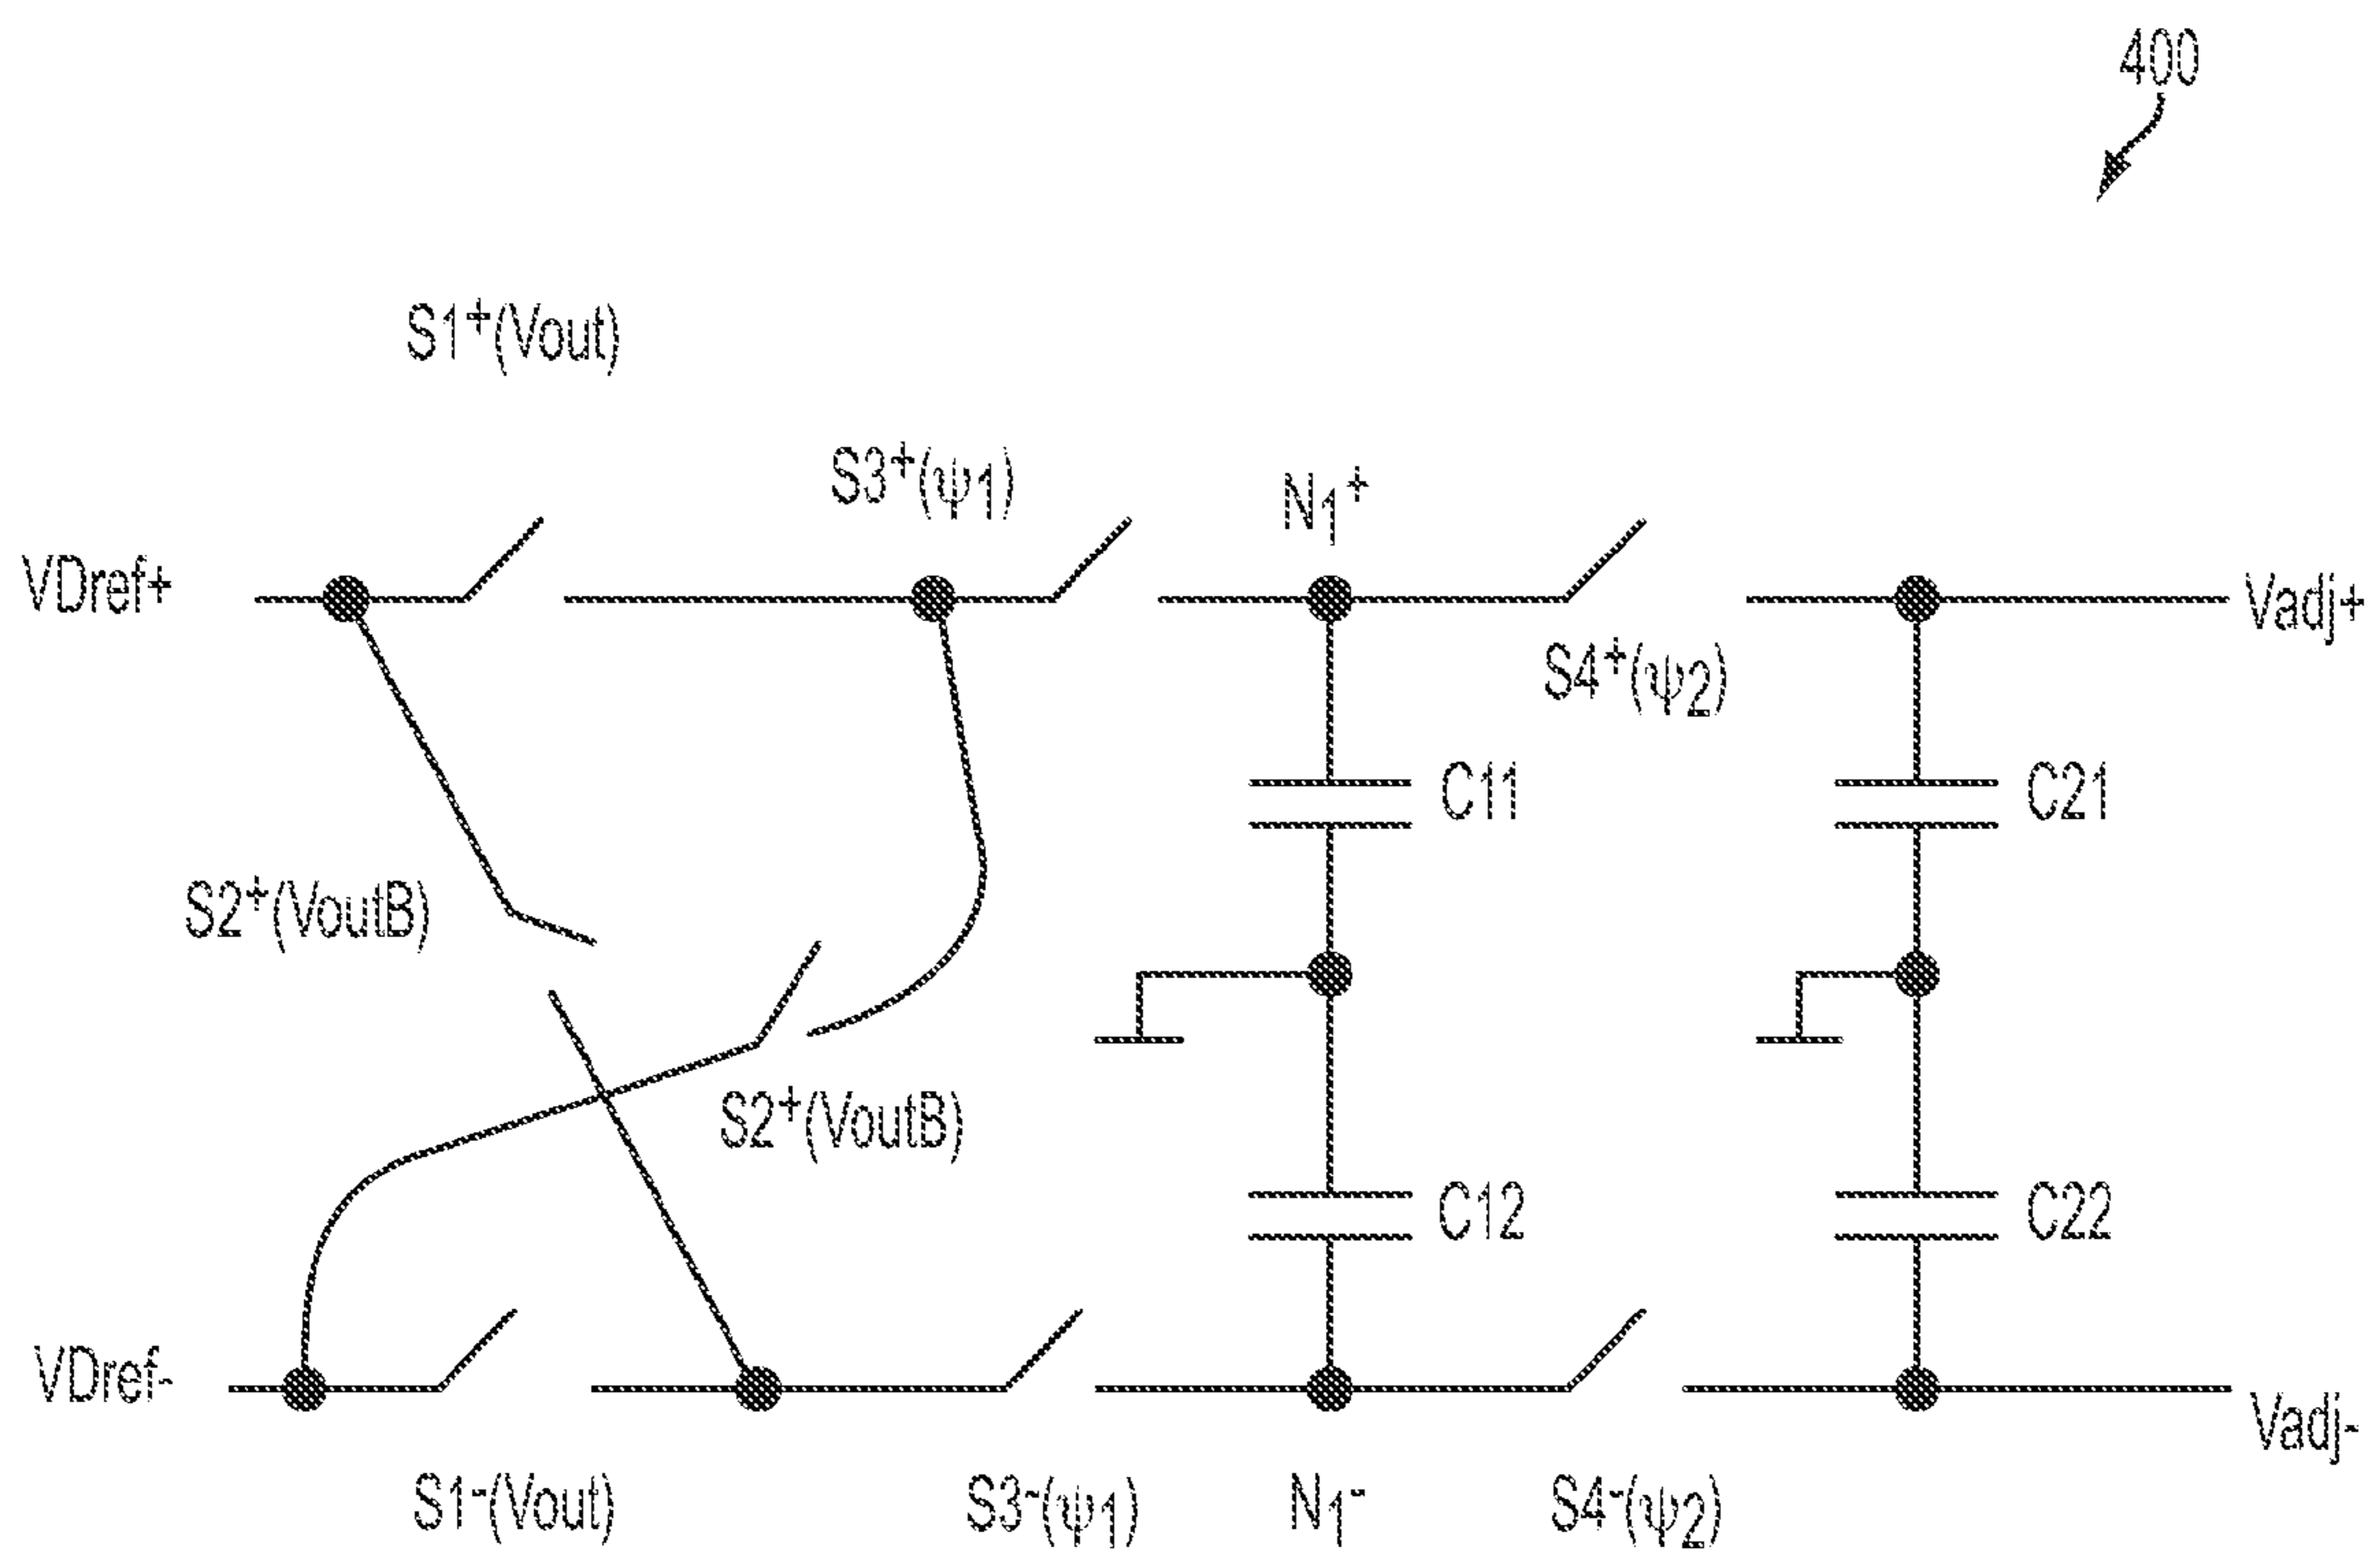 400
S1+(Vout)
S3+(ψ1)
N1+
VDref+
Vadj+
S4+(ψ2)
C11
C21
S2+(VoutB)
S2+(VoutB)
C12
C22
VDref-
Vadj-
S1-(Vout)
S3-(ψ1)
N1-
S4-(ψ2)